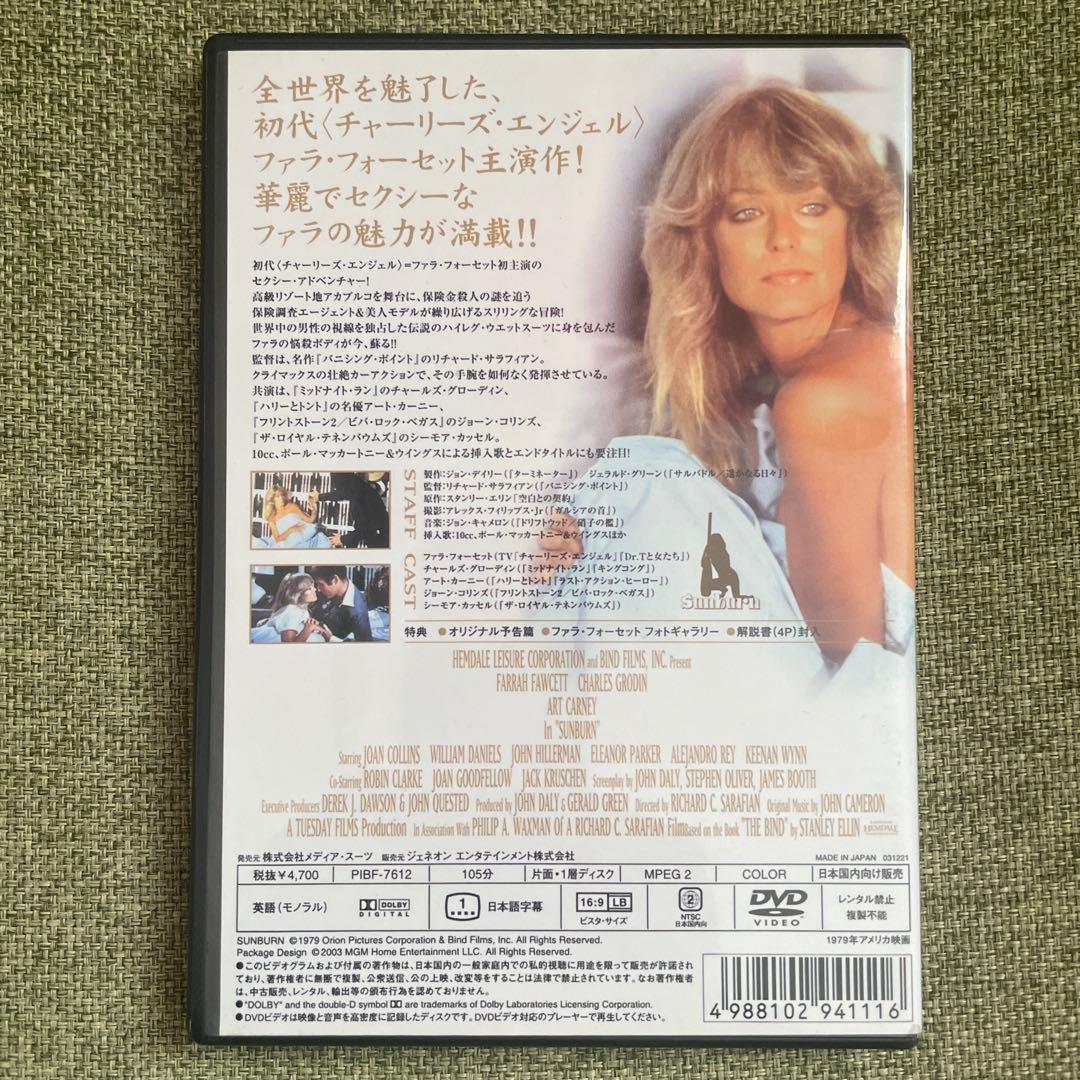 全世界を魅了した、
初代〈チャーリーズ・エンジェル〉
ファラ・フォーセット主演作!
華麗でセクシーな
ファラの魅力が満載!!
初代〈チャーリーズ・エンジェル〉=ファラ・フォーセット初主演の
セクシー・アドベンチャー!
高級リゾート地アカプルコを舞台に、保険金殺人の謎を追う
保険調査エージェント&美人モデルが繰り広げるスリリングな冒険!
世界中の男性の視線を独占した伝説のハイレグ・ウエットスーツに身を包んだ
ファラの悩殺ボディが今、蘇る!!
監督は、名作『バニシング・ポイント』のリチャード・サラフィアン。
クライマックスの壮絶カーアクションで、その手腕を如何なく発揮させている。
共演は、『ミッドナイト・ラン』のチャールズ・グローディン、
『ハリーとトント』の名優アート・カーニー、
『フリントストーン2/ビバ・ロック・ベガス』のジョーン・コリンズ、
『ザ・ロイヤル・テネンバウムズ』のシーモア・カッセル。
10cc、ポール・マッカートニー&ウイングスによる挿入歌とエンドタイトルにも要注目!
STAFF
製作:ジョン・デイリー(『ターミネーター』) ジェラルド・グリーン(『サルバドル/遥かなる日々』)
監督:リチャード・サラフィアン(『バニシング・ポイント』)
原作:スタンリー・エリン「空白との契約」
撮影:アレックス・フィリップス・Jr(『ガルシアの首』)
音楽:ジョン・キャメロン(『ドリフトウッド/硝子の檻』)
挿入歌:10cc、ポール・マッカートニー&ウイングスほか
CAST
ファラ・フォーセット(TV「チャーリーズ・エンジェル」『Dr.Tと女たち』)
チャールズ・グローディン(『ミッドナイト・ラン』『キングコング』)
アート・カーニー(『ハリーとトント』『ラスト・アクション・ヒーロー』)
ジョーン・コリンズ(『フリントストーン2/ビバ・ロック・ベガス』)
シーモア・カッセル(『ザ・ロイヤル・テネンバウムズ』)
Sunburn
特典 ●オリジナル予告篇 ●ファラ・フォーセット フォトギャラリー ●解説書(4P)封入
HEMDALE LEISURE CORPORATION and BIND FILMS, INC. Present
FARRAH FAWCETT CHARLES GRODIN
ART CARNEY
In "SUNBURN"
Starring JOAN COLLINS WILLIAM DANIELS JOHN HILLERMAN ELEANOR PARKER ALEJANDRO REY KEENAN WYNN
Co-Starring ROBIN CLARKE JOAN GOODFELLOW JACK KRUSCHEN Screenplay by JOHN DALY, STEPHEN OLIVER, JAMES BOOTH
Executive Producers DEREK J. DAWSON & JOHN QUESTED Produced by JOHN DALY & GERALD GREEN Directed by RICHARD C. SARAFIAN Original Music by JOHN CAMERON
A TUESDAY FILMS Production In Association With PHILIP A. WAXMAN OF A RICHARD C. SARAFIAN Film Based on the Book "THE BIND" by STANLEY ELLIN HEMDALE
発売元 株式会社メディア・スーツ 販売元 ジェネオン エンタテインメント株式会社
MADE IN JAPAN 031221
税抜¥4,700 PIBF-7612 105分 片面・1層ディスク MPEG 2 COLOR 日本国内向け販売
英語(モノラル) DOLBY DIGITAL 1 日本語字幕 16:9 LB ビスタ・サイズ 2 NTSC 日本国内向 DVD VIDEO レンタル禁止 複製不能
SUNBURN ©1979 Orion Pictures Corporation & Bind Films, Inc. All Rights Reserved.
1979年アメリカ映画
Package Design ©2003 MGM Home Entertainment LLC. All Rights Reserved.
●このビデオグラムおよび付属の著作物は、日本国内の一般家庭内での私的視聴に用途を限って販売が許諾され
ており、著作権者に無断で複製、公衆送信、公の上映、改変等をすることは法律で禁止されています。なお著作権者
は、中古販売、レンタル、輸出等の頒布行為を認めておりません。
●"DOLBY" and the double-D symbol are trademarks of Dolby Laboratories Licensing Corporation.
●DVDビデオは映像と音声を高密度に記録したディスクです。DVDビデオ対応のプレーヤーで再生してください。
4 988102 941116